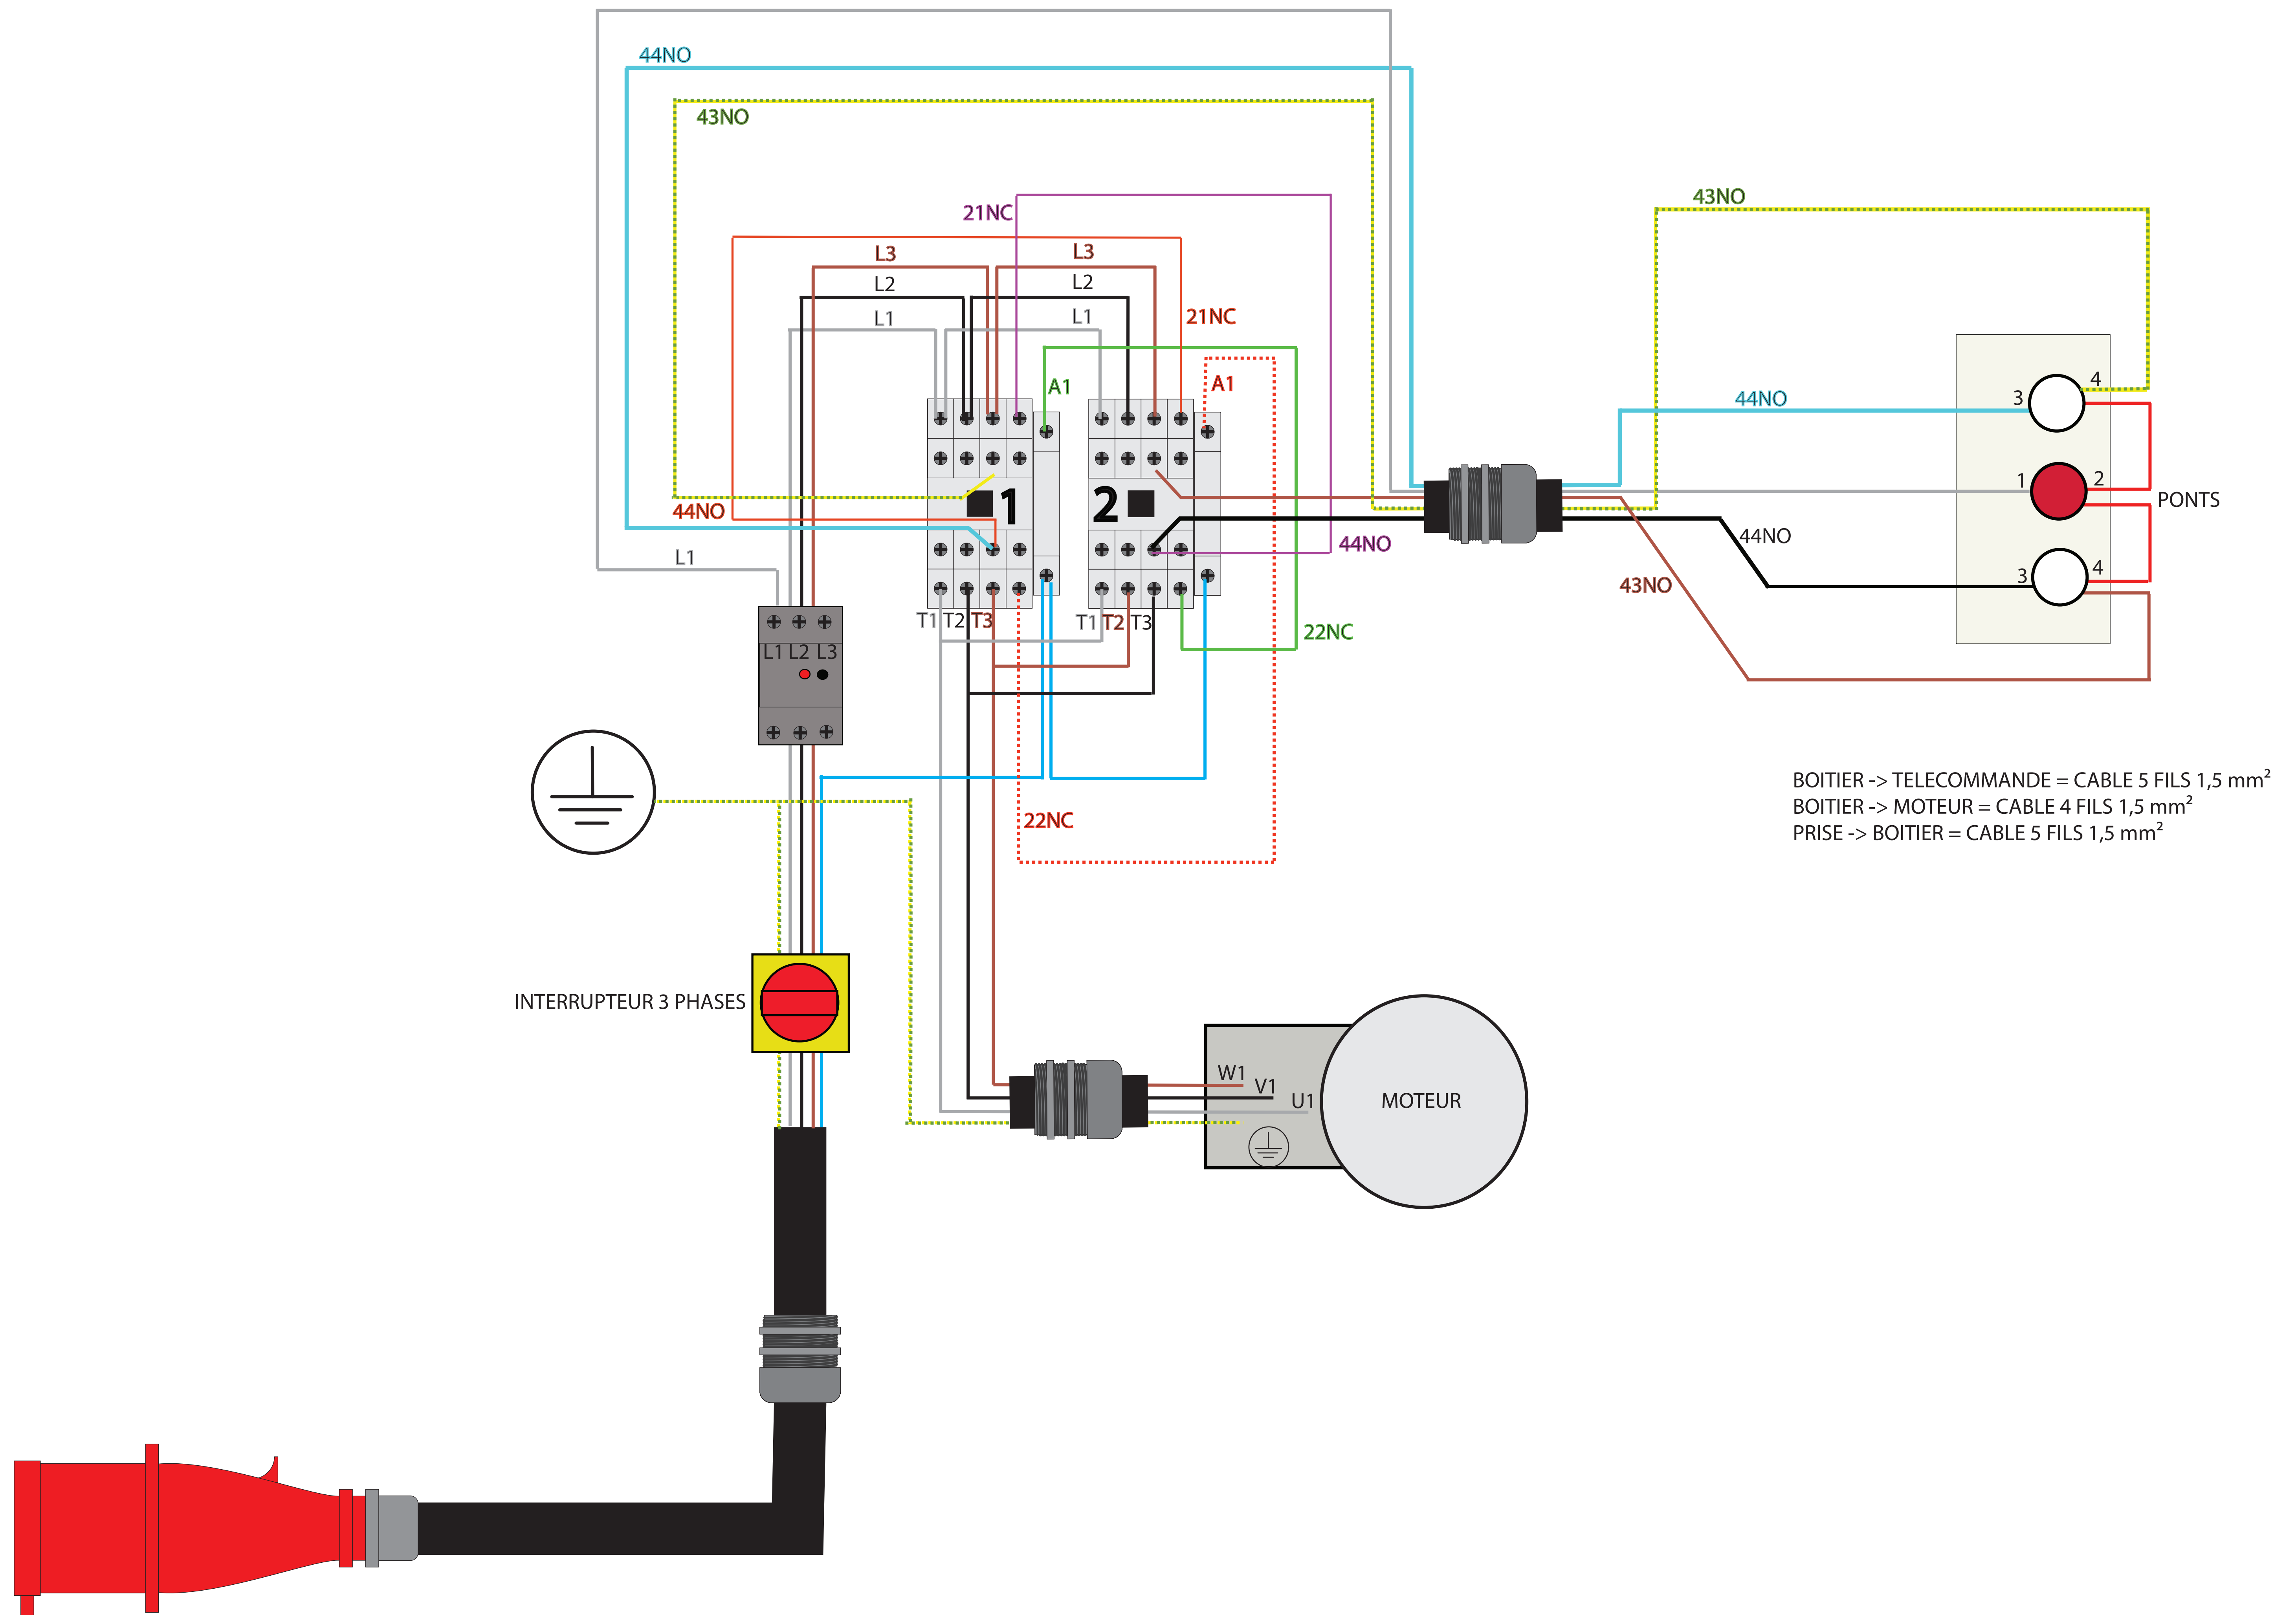 44NO
43NO
43NO
21NC
L3
L3
L2
L2
L1
L1
21NC
A1
A1
4
3
44NO
1
2
PONTS
1
2
44NO
44NO
44NO
L1
3
4
43NO
T1
T2
T3
T1
T2
T3
22NC
L1
L2
L3
BOITIER -> TELECOMMANDE = CABLE 5 FILS 1,5 mm²
BOITIER -> MOTEUR = CABLE 4 FILS 1,5 mm²
PRISE -> BOITIER = CABLE 5 FILS 1,5 mm²
22NC
INTERRUPTEUR 3 PHASES
W1
V1
U1
MOTEUR